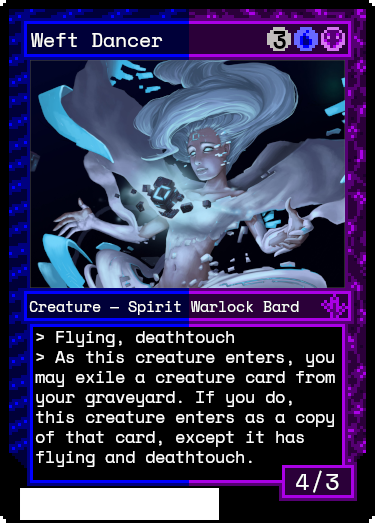 Weft Dancer 3
Creature — Spirit Warlock Bard
> Flying, deathtouch
> As this creature enters, you
may exile a creature card from
your graveyard. If you do,
this creature enters as a copy
of that card, except it has
flying and deathtouch.
4/3